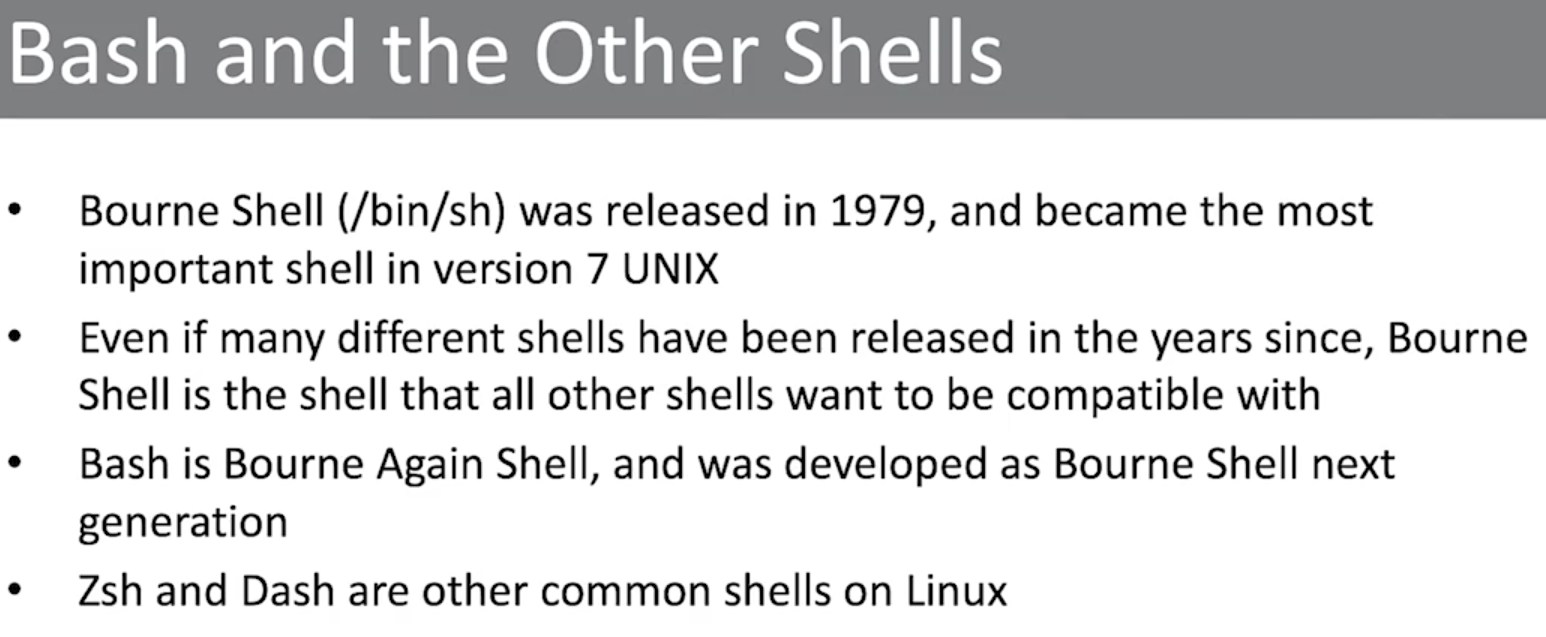 Bash and the Other Shells
• Bourne Shell (/bin/sh) was released in 1979, and became the most
important shell in version 7 UNIX
• Even if many different shells have been released in the years since, Bourne
Shell is the shell that all other shells want to be compatible with
• Bash is Bourne Again Shell, and was developed as Bourne Shell next
generation
• Zsh and Dash are other common shells on Linux